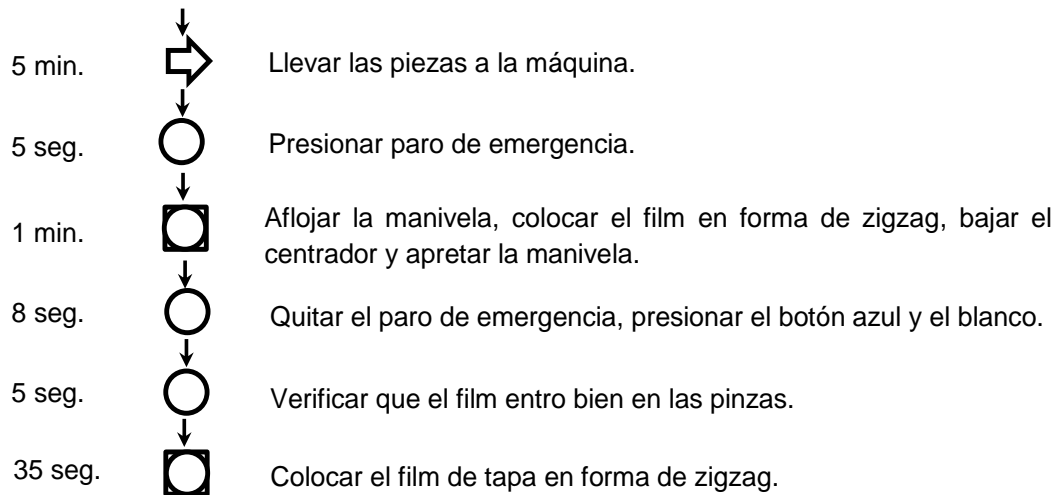 5 min.
Llevar las piezas a la máquina.
5 seg.
Presionar paro de emergencia.
1 min.
Aflojar la manivela, colocar el film en forma de zigzag, bajar el
centrador y apretar la manivela.
8 seg.
Quitar el paro de emergencia, presionar el botón azul y el blanco.
5 seg.
Verificar que el film entro bien en las pinzas.
35 seg.
Colocar el film de tapa en forma de zigzag.